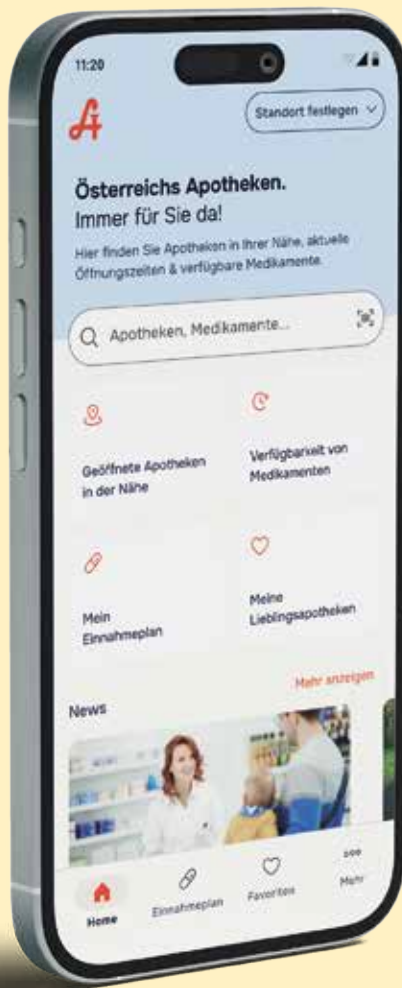 11:20
Standort festlegen
Österreichs Apotheken.
Immer für Sie da!
Hier finden Sie Apotheken in Ihrer Nähe, aktuelle
Öffnungszeiten & verfügbare Medikamente.
Apotheken, Medikamente...
Geöffnete Apotheken
in der Nähe
Verfügbarkeit von
Medikamenten
Mein
Einnahmeplan
Meine
Lieblingsapotheken
News
Mehr anzeigen
Home
Einnahmeplan
Favoriten
Mehr